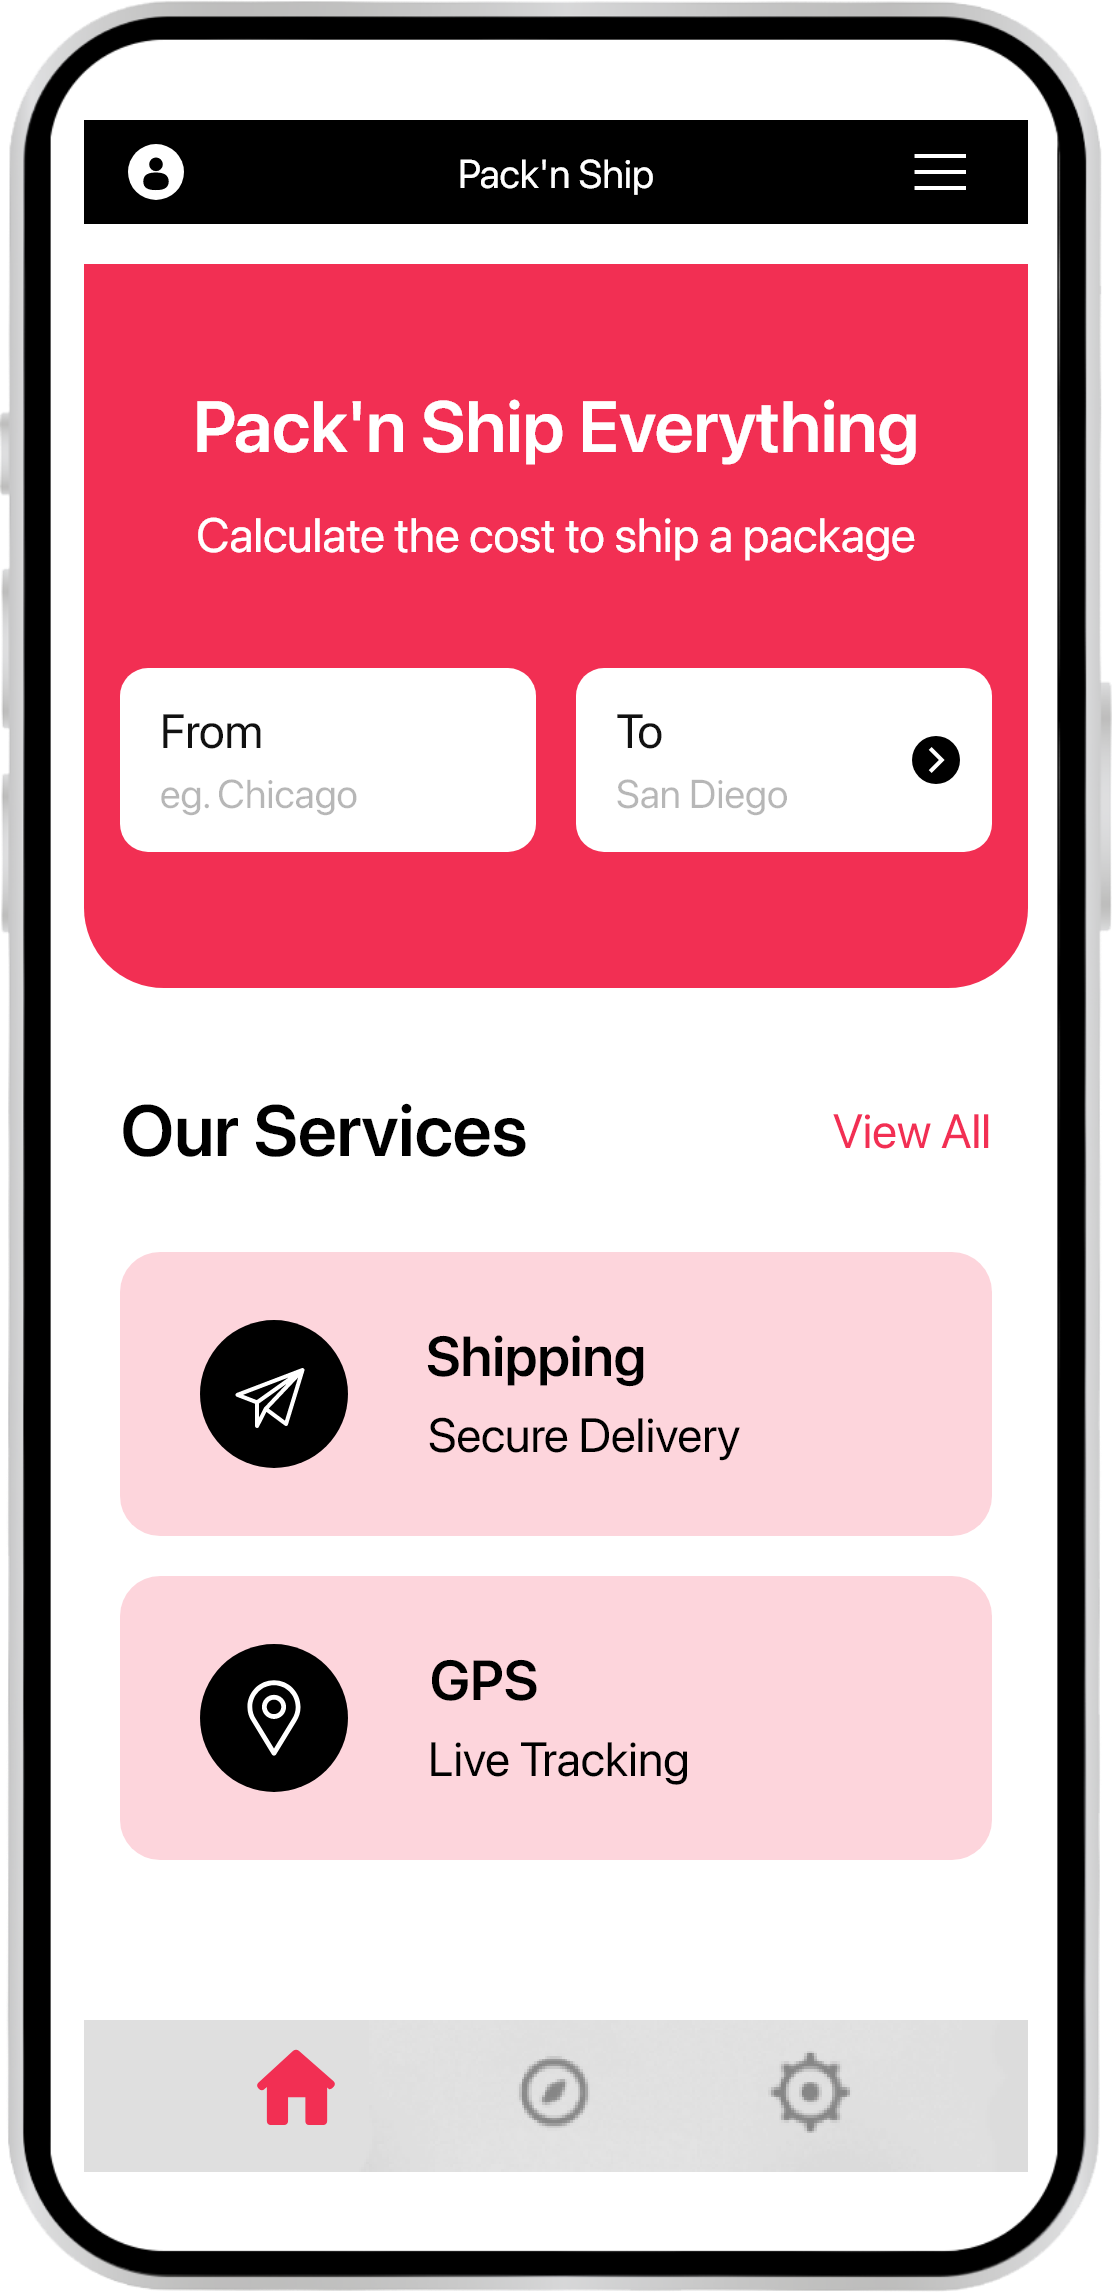 Pack'n Ship
Pack'n Ship Everything
Calculate the cost to ship a package
From
eg. Chicago
To
San Diego
Our Services
View All
Shipping
Secure Delivery
GPS
Live Tracking